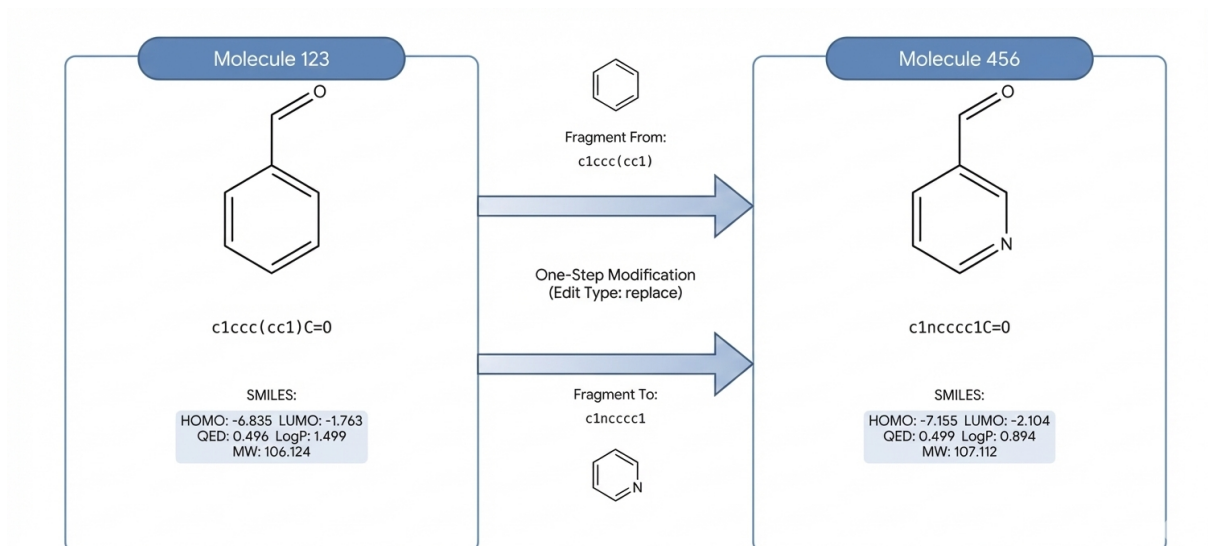 Molecule 123
O
c1ccc(cc1)C=O
SMILES:
HOMO: -6.835 LUMO: -1.763
QED: 0.496 LogP: 1.499
MW: 106.124
Fragment From:
c1ccc(cc1)
One-Step Modification
(Edit Type: replace)
Fragment To:
c1ncccc1
N
Molecule 456
O
N
c1ncccc1C=O
SMILES:
HOMO: -7.155 LUMO: -2.104
QED: 0.499 LogP: 0.894
MW: 107.112